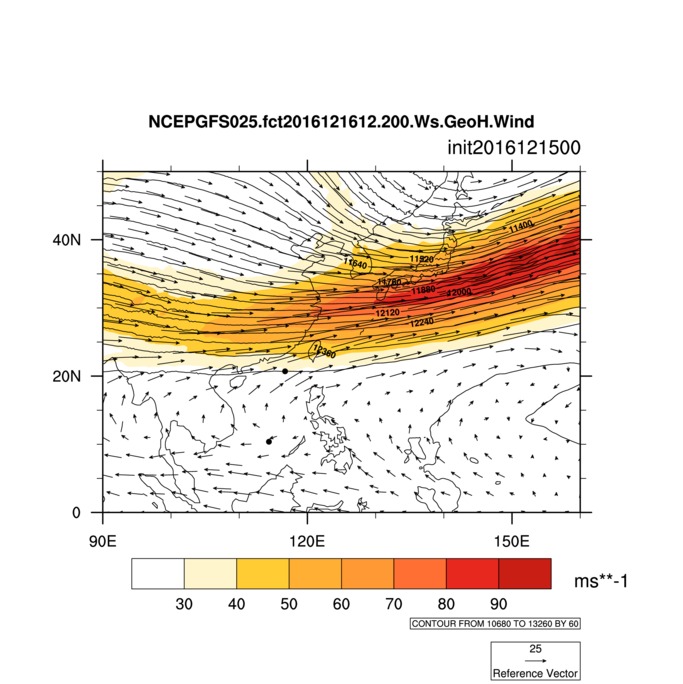 NCEPGFS025.fct2016121612.200.Ws.GeoH.Wind
init2016121500
40N
20N
0
11400
11640
11520
11760
11880
12000
12120
12240
12360
90E 120E 150E
30 40 50 60 70 80 90
ms**-1
CONTOUR FROM 10680 TO 13260 BY 60
25
Reference Vector